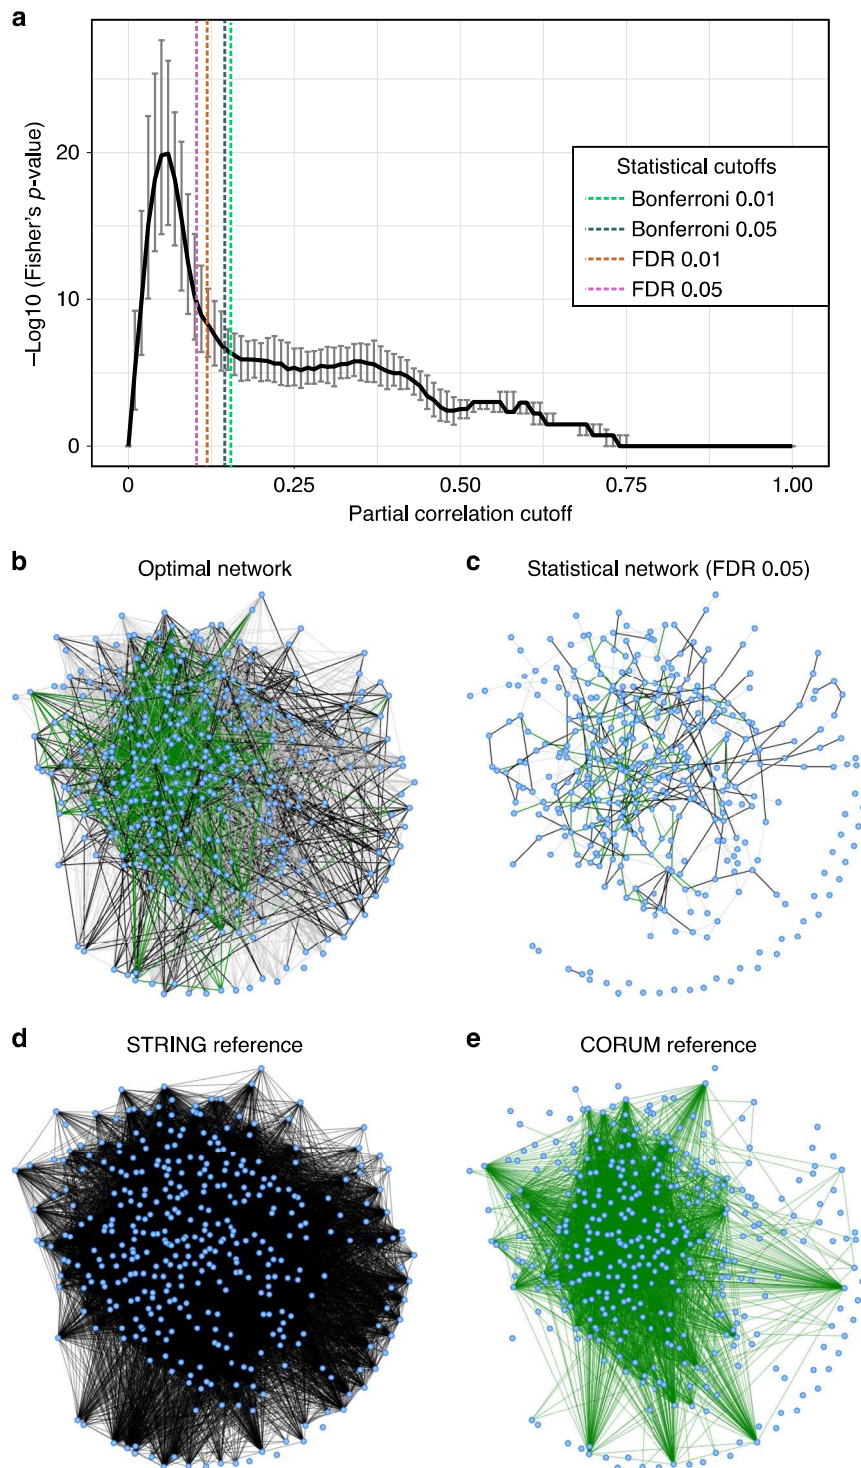 a
−Log10 (Fisher's p-value)
20
10
0
0
0.25
0.50
0.75
1.00
Partial correlation cutoff
Statistical cutoffs
Bonferroni 0.01
Bonferroni 0.05
FDR 0.01
FDR 0.05
b
Optimal network
c
Statistical network (FDR 0.05)
d
STRING reference
e
CORUM reference